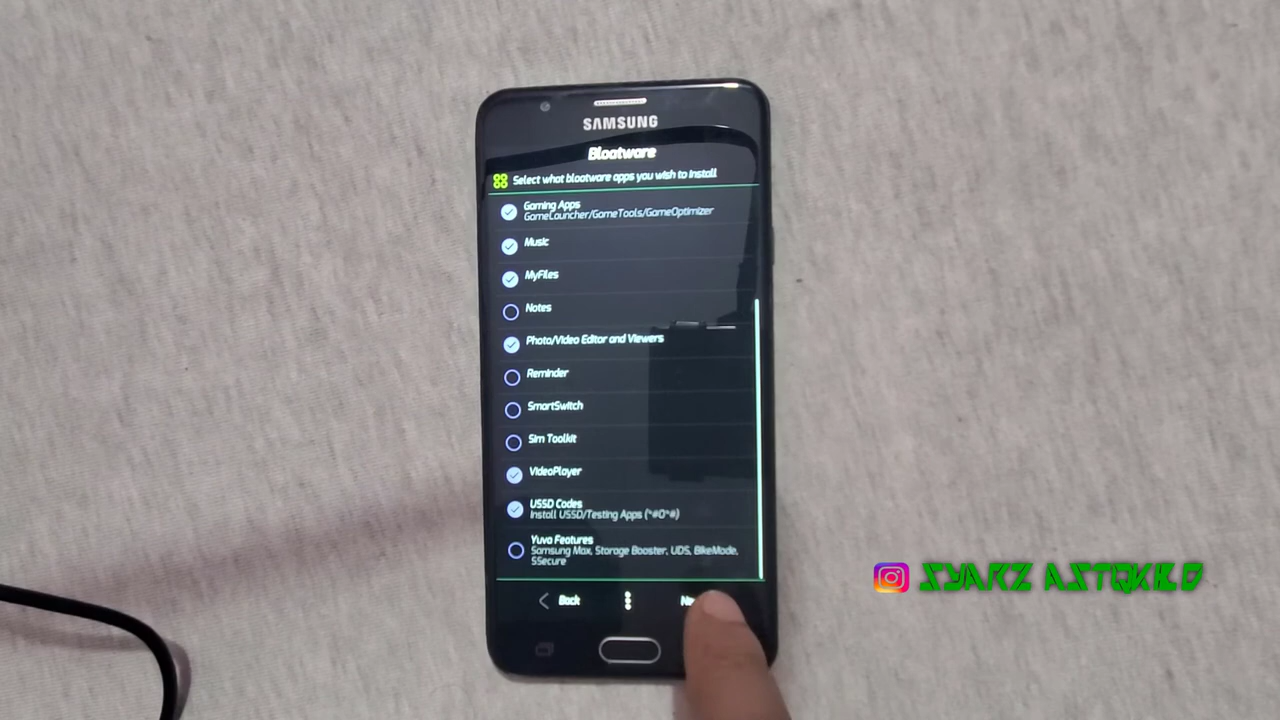 SAMSUNG
Bloatware
Select what bloatware apps you wish to install
Gaming Apps
GameLauncher/GameTools/GameOptimizer
Music
MyFiles
Notes
Photo/Video Editor and Viewers
Reminder
SmartSwitch
Sim Toolkit
VideoPlayer
USSD Codes
Install USSD/Testing Apps (*#0*#)
Yuva Features
Samsung Max, Storage Booster, UDS, BikeMode,
SSecure
Back